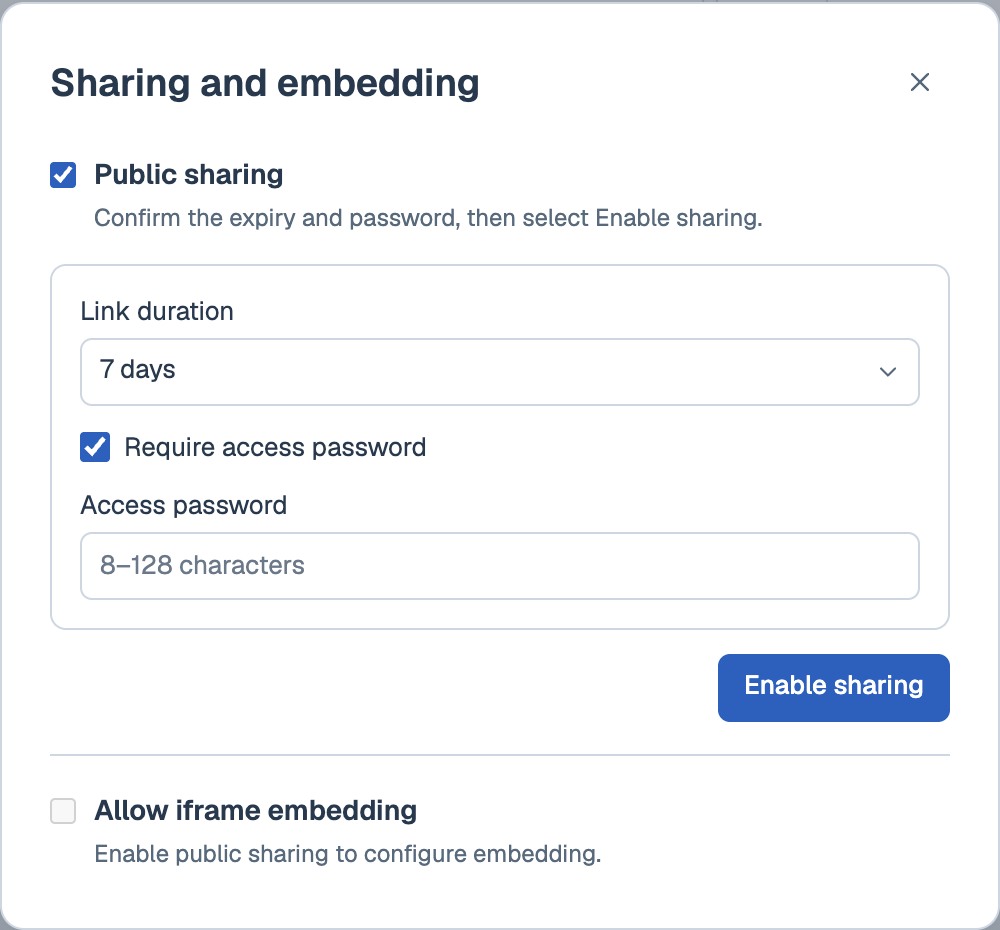 Sharing and embedding
Public sharing
Confirm the expiry and password, then select Enable sharing.
Link duration
7 days
Require access password
Access password
8–128 characters
Enable sharing
Allow iframe embedding
Enable public sharing to configure embedding.